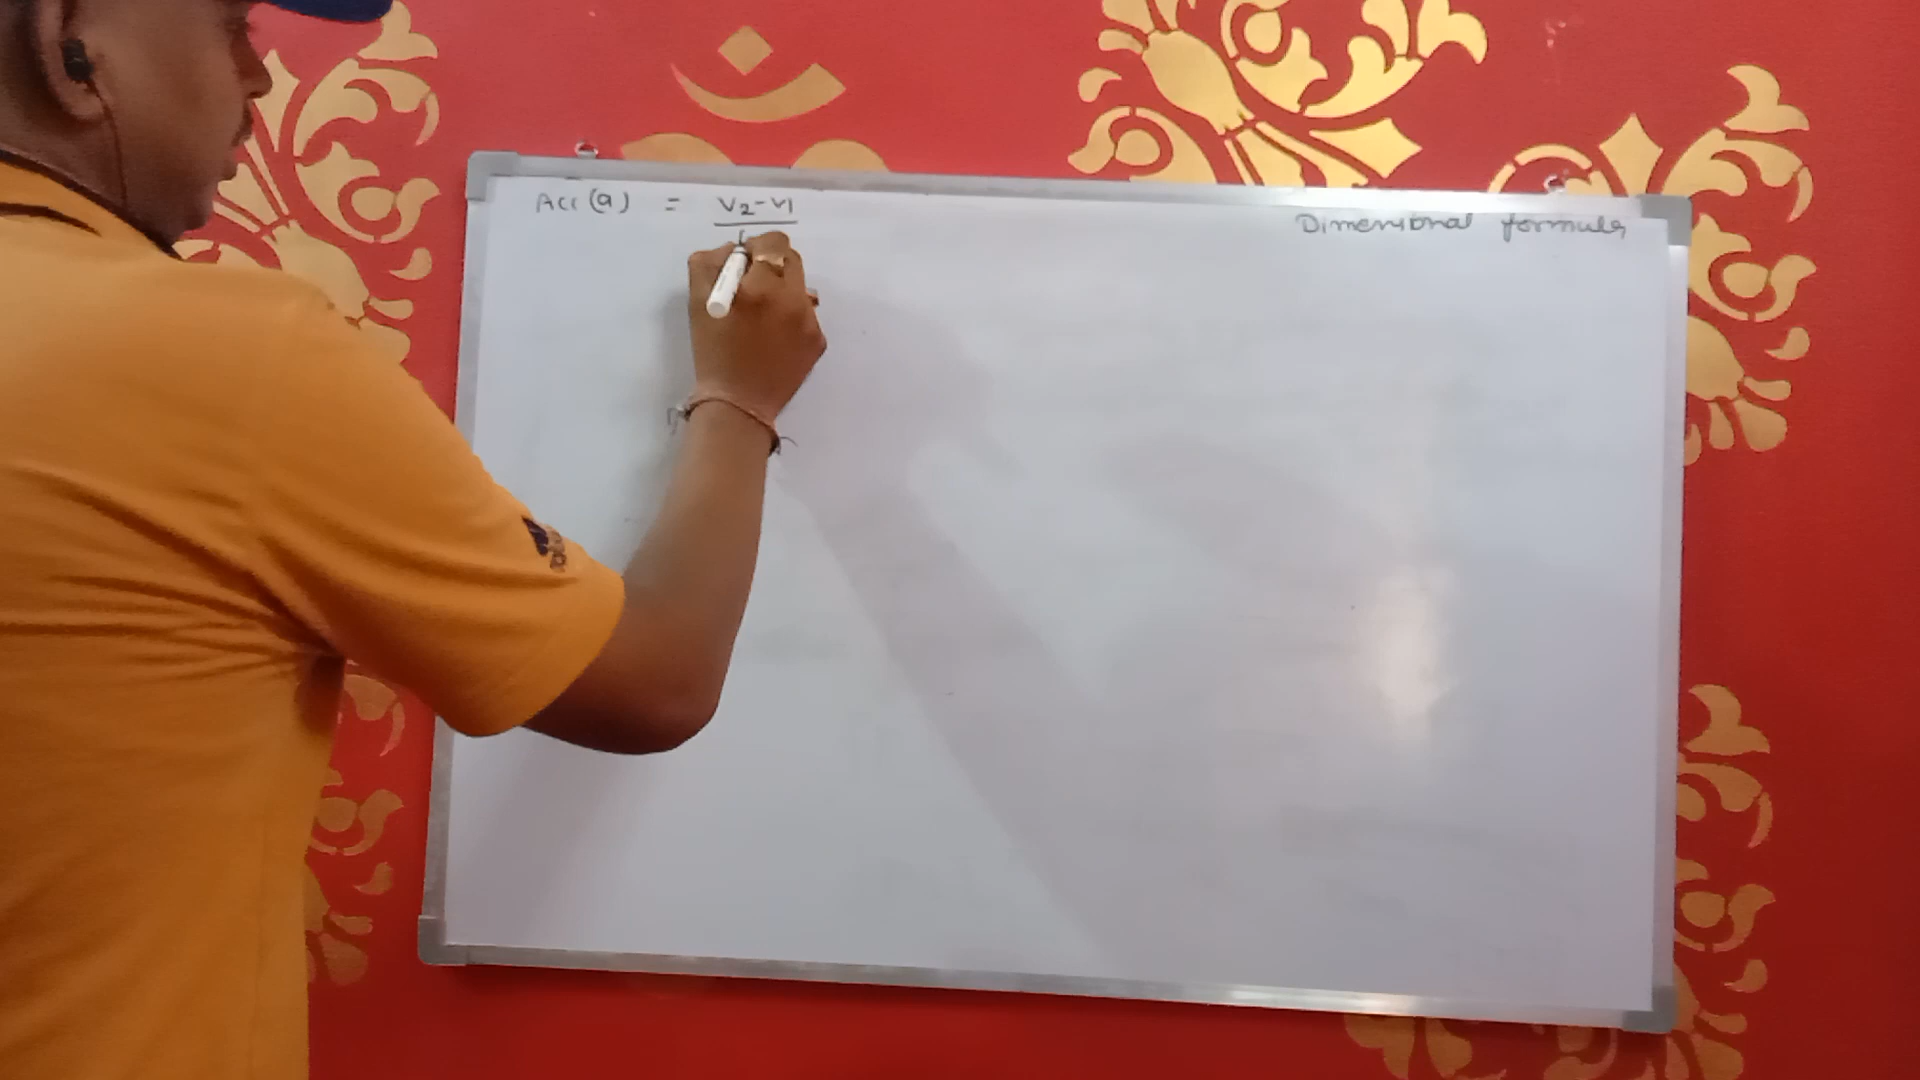 Acc (a) = V2-V1
Dimensional formula